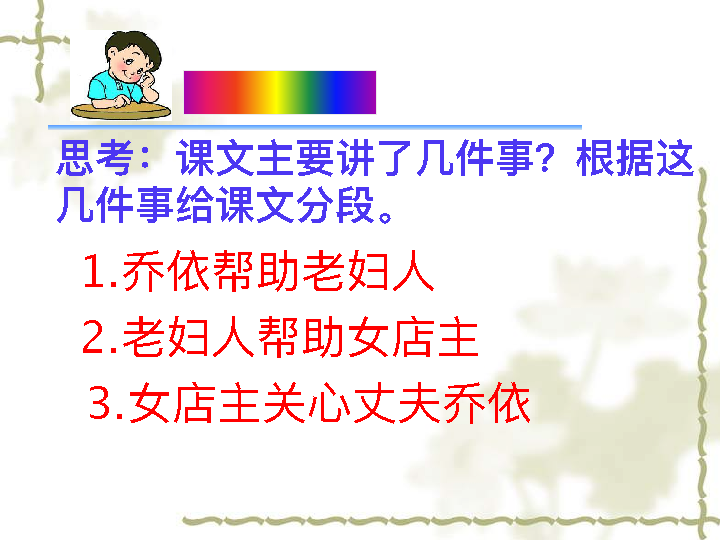 思考：课文主要讲了几件事？根据这
几件事给课文分段。
1.乔依帮助老妇人
2.老妇人帮助女店主
3.女店主关心丈夫乔依